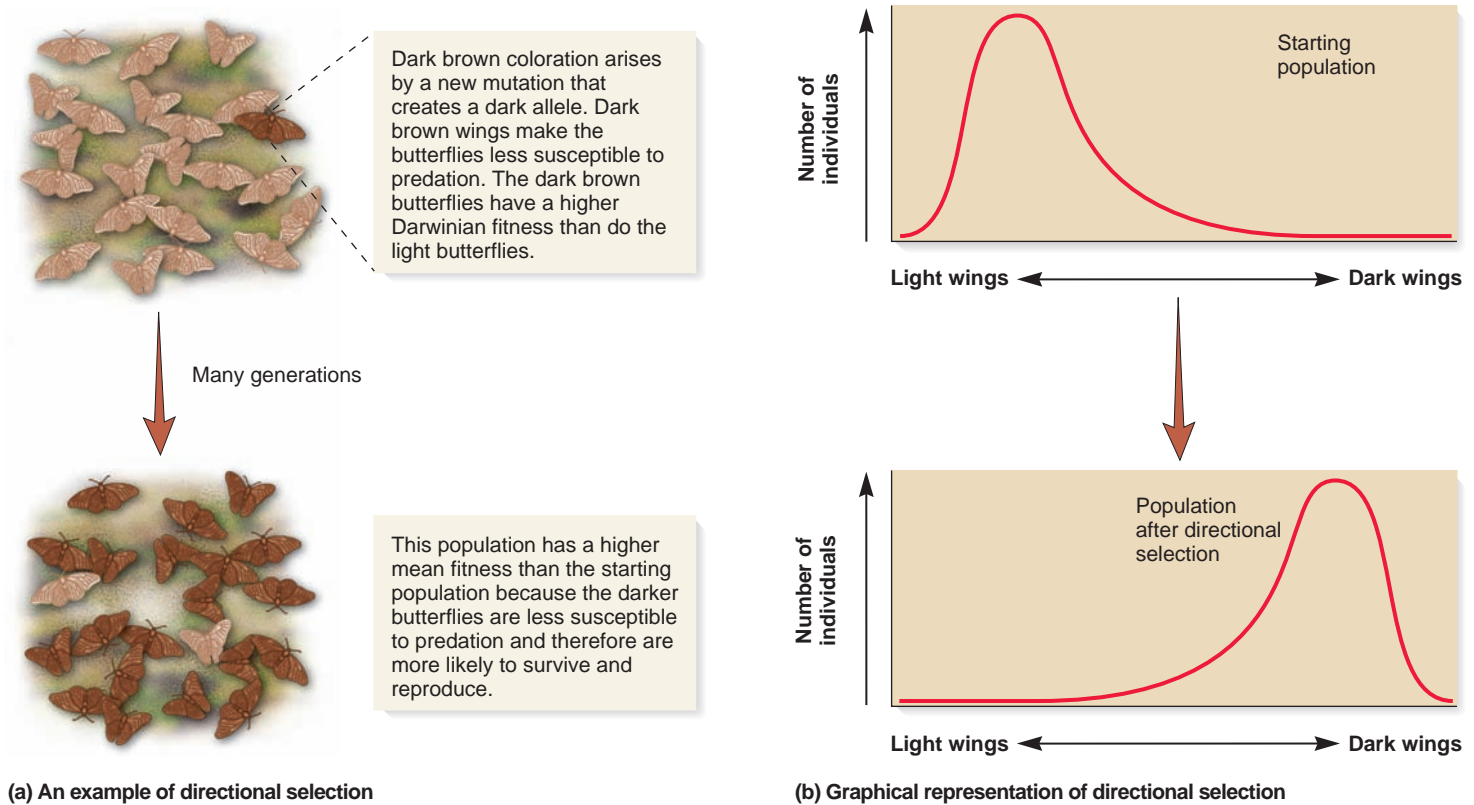 Dark brown coloration arises
by a new mutation that
creates a dark allele. Dark
brown wings make the
butterflies less susceptible to
predation. The dark brown
butterflies have a higher
Darwinian fitness than do the
light butterflies.
Many generations
This population has a higher
mean fitness than the starting
population because the darker
butterflies are less susceptible
to predation and therefore are
more likely to survive and
reproduce.
(a) An example of directional selection
Number of
individuals
Starting
population
Light wings
Dark wings
Number of
individuals
Population
after directional
selection
Light wings
Dark wings
(b) Graphical representation of directional selection